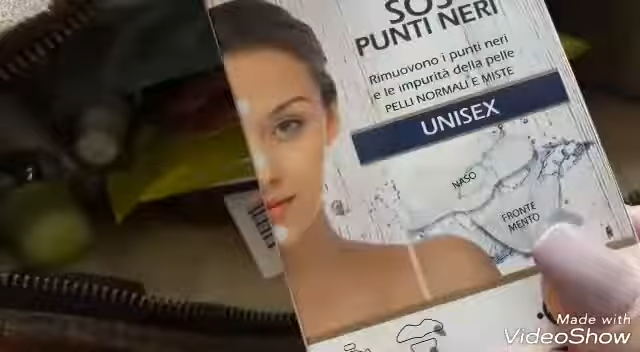 SOS
PUNTI NERI
Rimuovono i punti neri
e le impurità della pelle
PELLI NORMALI E MISTE
UNISEX
NASO
FRONTE
MENTO
Made with
VideoShow